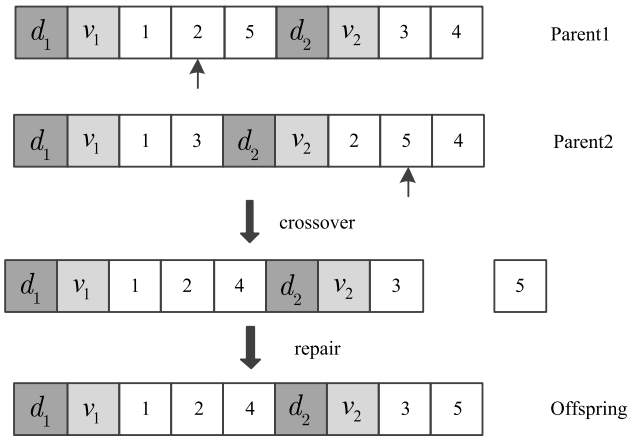 d1 v1 1 2 5 d2 v2 3 4 Parent1
d1 v1 1 3 d2 v2 2 5 4 Parent2
crossover
d1 v1 1 2 4 d2 v2 3 5
repair
d1 v1 1 2 4 d2 v2 3 5 Offspring